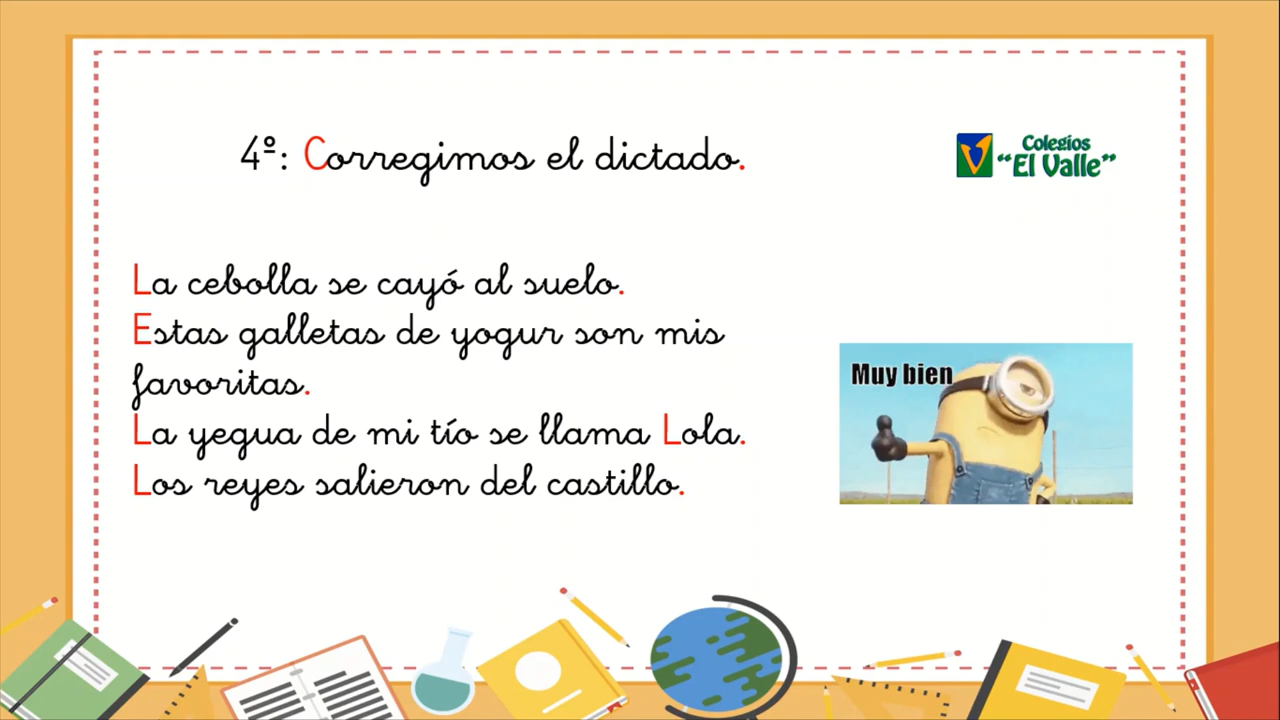 4º: Corregimos el dictado.
Colegios
“El Valle”
La cebolla se cayó al suelo.
Estas galletas de yogur son mis
favoritas.
La yegua de mi tío se llama Lola.
Los reyes salieron del castillo.
Muy bien